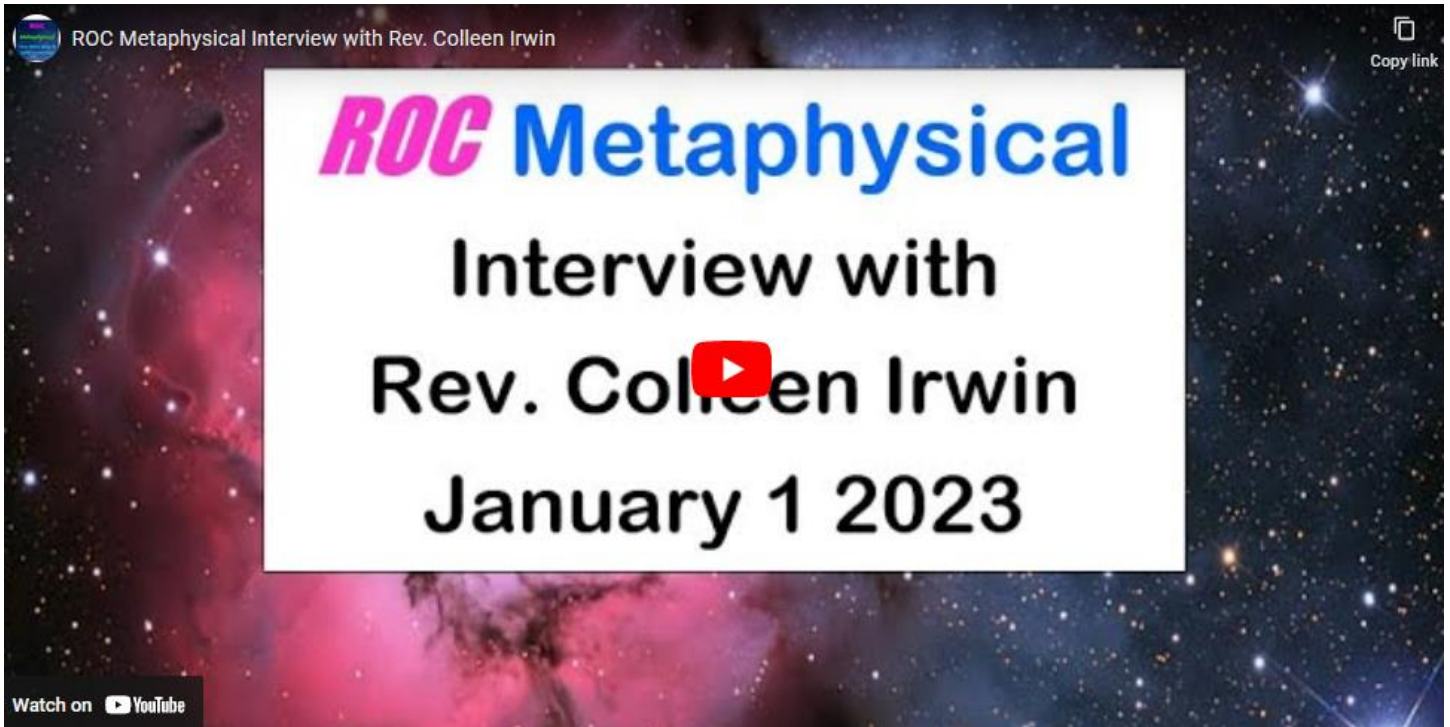 ROC Metaphysical Interview with Rev. Colleen Irwin
Copy link
ROC Metaphysical
Interview with
Rev. Colleen Irwin
January 1 2023
Watch on YouTube